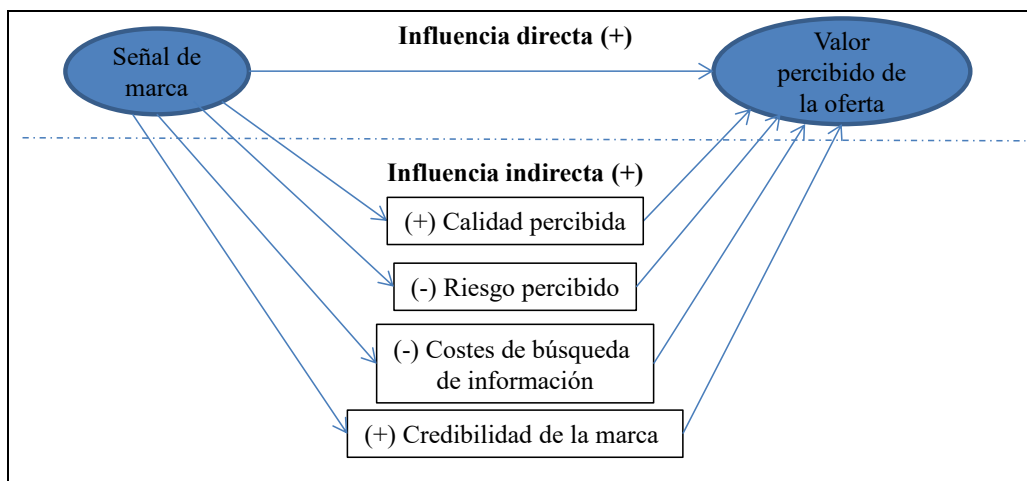 Influencia directa (+)
Señal de
marca
Valor
percibido de
la oferta
Influencia indirecta (+)
(+) Calidad percibida
(-) Riesgo percibido
(-) Costes de búsqueda
de información
(+) Credibilidad de la marca